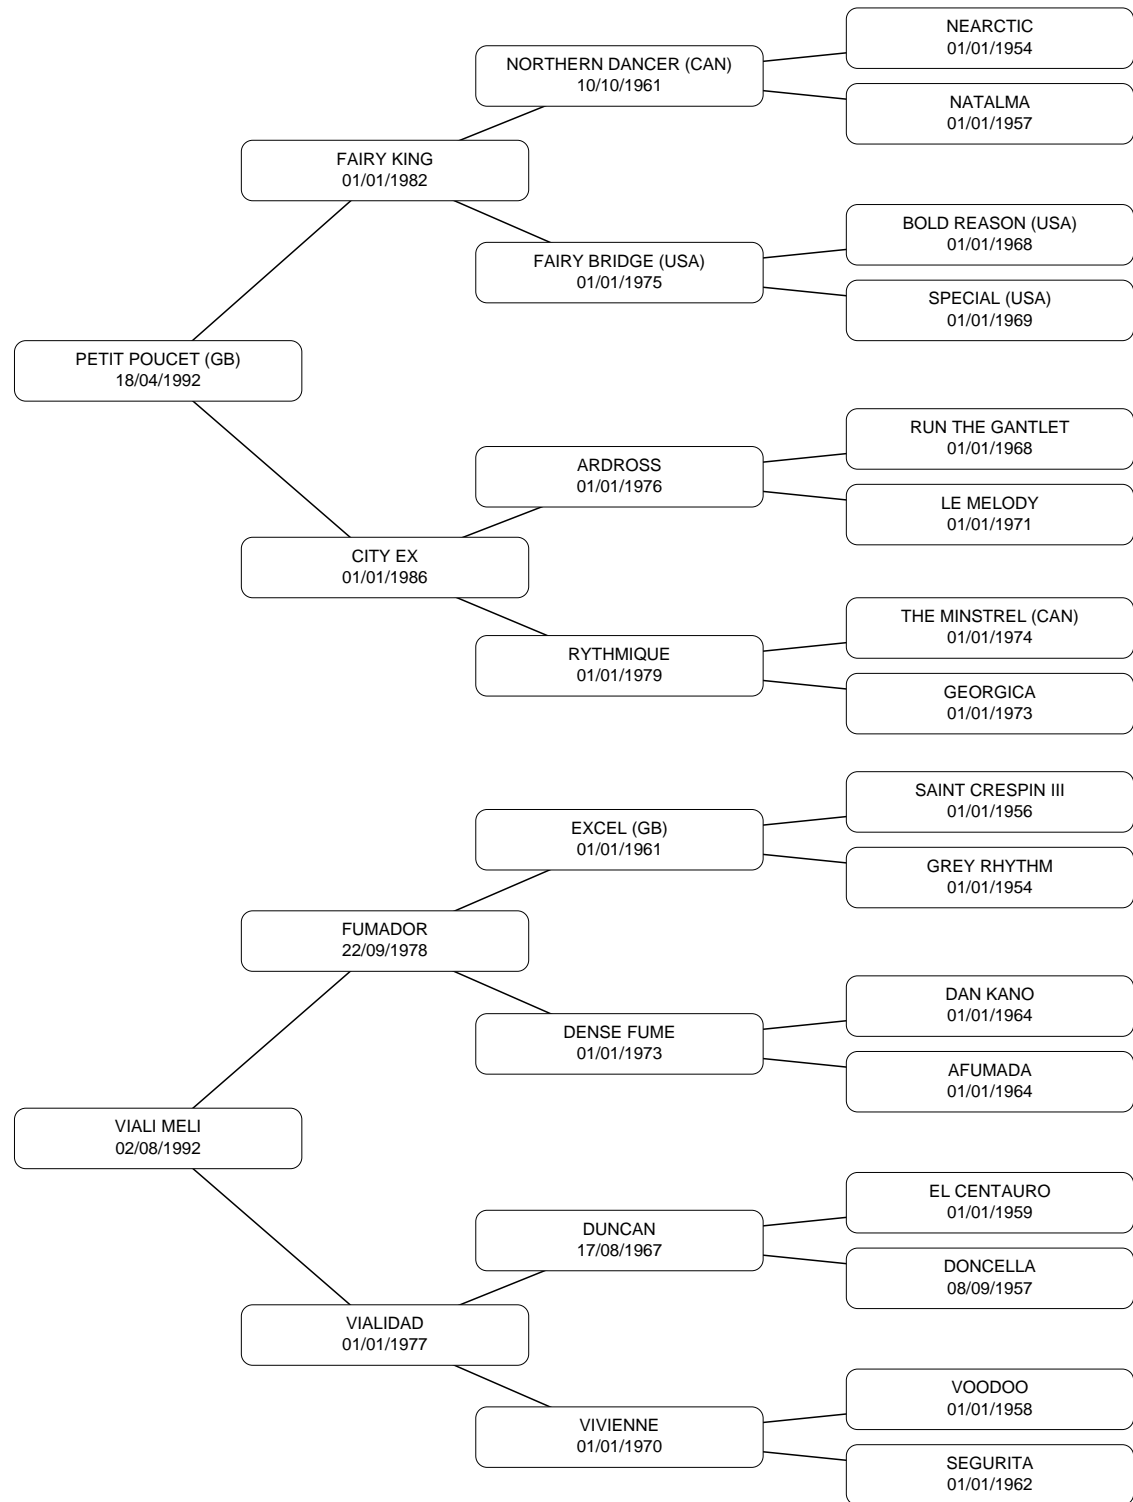 NEARCTIC
01/01/1954
NORTHERN DANCER (CAN)
10/10/1961
NATALMA
01/01/1957
FAIRY KING
01/01/1982
BOLD REASON (USA)
01/01/1968
FAIRY BRIDGE (USA)
01/01/1975
SPECIAL (USA)
01/01/1969
PETIT POUCET (GB)
18/04/1992
RUN THE GANTLET
01/01/1968
ARDROSS
01/01/1976
LE MELODY
01/01/1971
CITY EX
01/01/1986
THE MINSTREL (CAN)
01/01/1974
RYTHMIQUE
01/01/1979
GEORGICA
01/01/1973
SAINT CRESPIN III
01/01/1956
EXCEL (GB)
01/01/1961
GREY RHYTHM
01/01/1954
FUMADOR
22/09/1978
DAN KANO
01/01/1964
DENSE FUME
01/01/1973
AFUMADA
01/01/1964
VIALI MELI
02/08/1992
EL CENTAURO
01/01/1959
DUNCAN
17/08/1967
DONCELLA
08/09/1957
VIALIDAD
01/01/1977
VOODOO
01/01/1958
VIVIENNE
01/01/1970
SEGURITA
01/01/1962